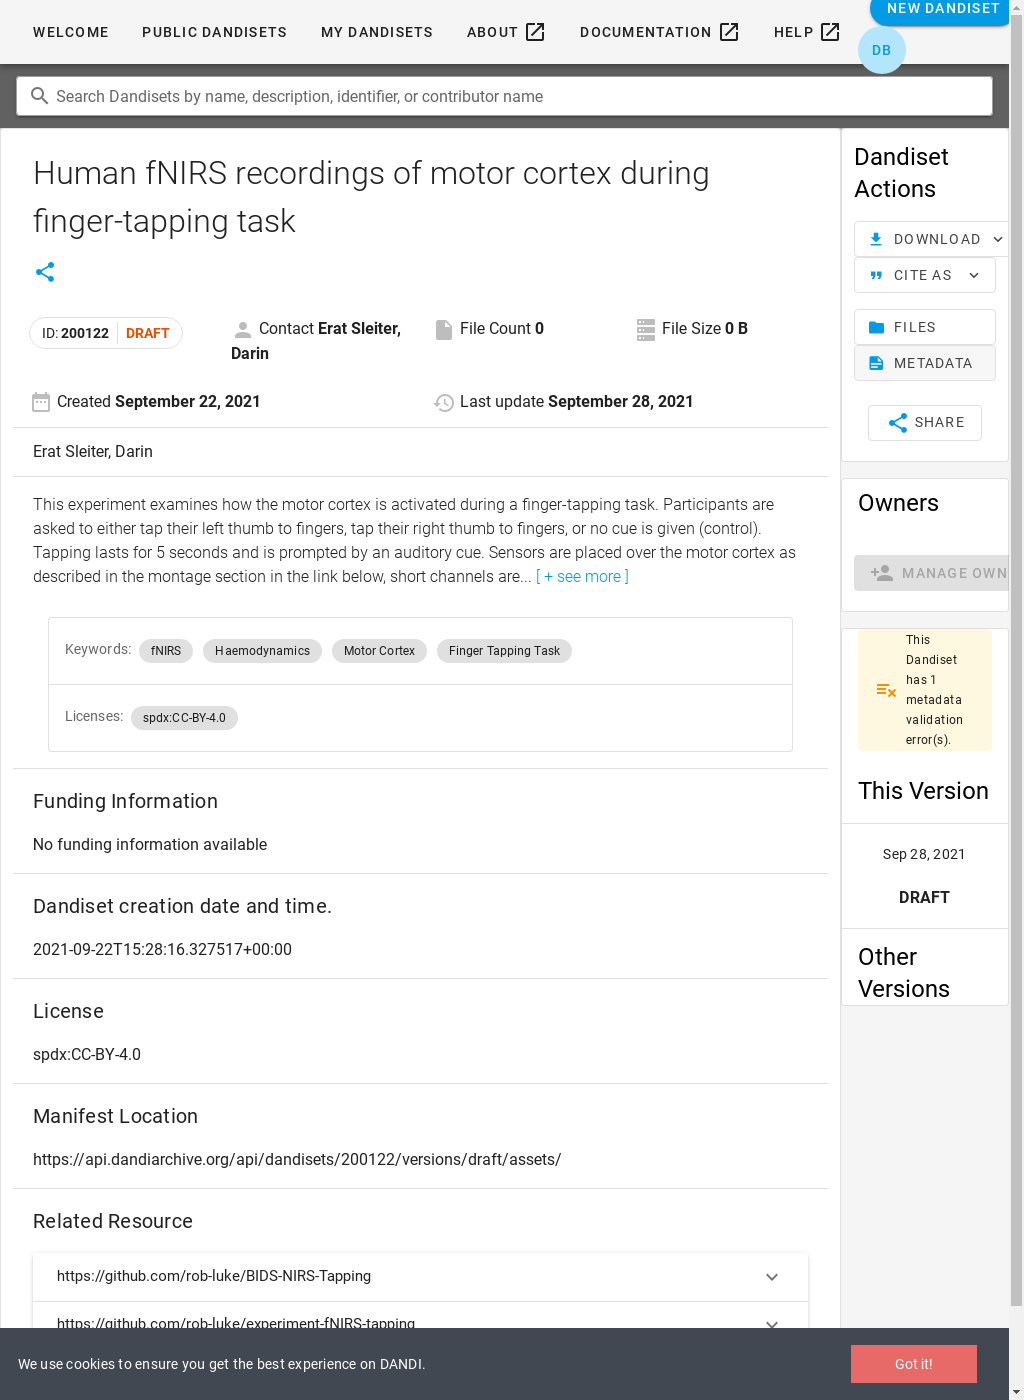 WELCOME PUBLIC DANDISETS MY DANDISETS ABOUT DOCUMENTATION HELP NEW DANDISET
DB
Search Dandisets by name, description, identifier, or contributor name
Human fNIRS recordings of motor cortex during
finger-tapping task
ID: 200122 DRAFT
Contact Erat Sleiter,
Darin
File Count 0
File Size 0 B
Created September 22, 2021
Last update September 28, 2021
Erat Sleiter, Darin
This experiment examines how the motor cortex is activated during a finger-tapping task. Participants are
asked to either tap their left thumb to fingers, tap their right thumb to fingers, or no cue is given (control).
Tapping lasts for 5 seconds and is prompted by an auditory cue. Sensors are placed over the motor cortex as
described in the montage section in the link below, short channels are... [ + see more ]
Keywords: fNIRS Haemodynamics Motor Cortex Finger Tapping Task
Licenses: spdx:CC-BY-4.0
Funding Information
No funding information available
Dandiset creation date and time.
2021-09-22T15:28:16.327517+00:00
License
spdx:CC-BY-4.0
Manifest Location
https://api.dandiarchive.org/api/dandisets/200122/versions/draft/assets/
Related Resource
https://github.com/rob-luke/BIDS-NIRS-Tapping
https://github.com/rob-luke/experiment-fNIRS-tapping
Dandiset
Actions
DOWNLOAD
CITE AS
FILES
METADATA
SHARE
Owners
MANAGE OWN
This
Dandiset
has 1
metadata
validation
error(s).
This Version
Sep 28, 2021
DRAFT
Other
Versions
We use cookies to ensure you get the best experience on DANDI.
Got it!